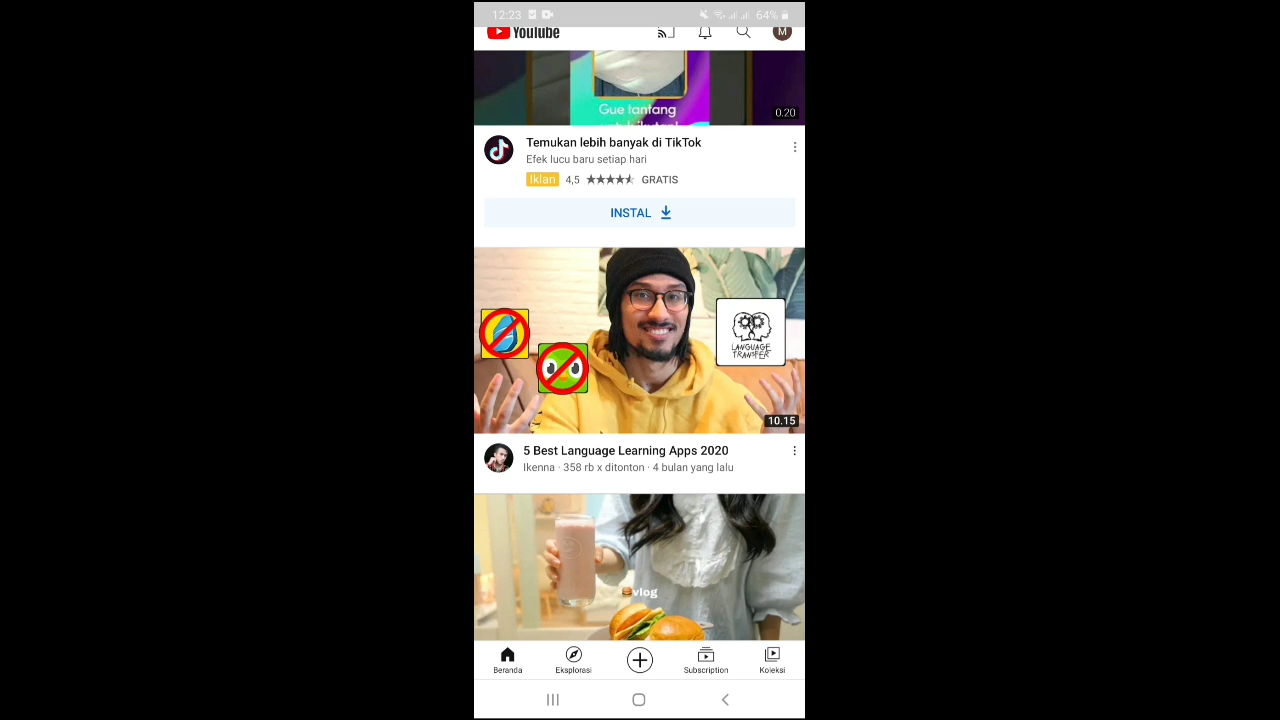 12:23
64%
YouTube
M
Gue tantang
0.20
Temukan lebih banyak di TikTok
Efek lucu baru setiap hari
Iklan 4,5 GRATIS
INSTAL
LANGUAGE
TRANSFER
10.15
5 Best Language Learning Apps 2020
Ikenna · 358 rb x ditonton · 4 bulan yang lalu
vlog
Beranda
Eksplorasi
Subscription
Koleksi